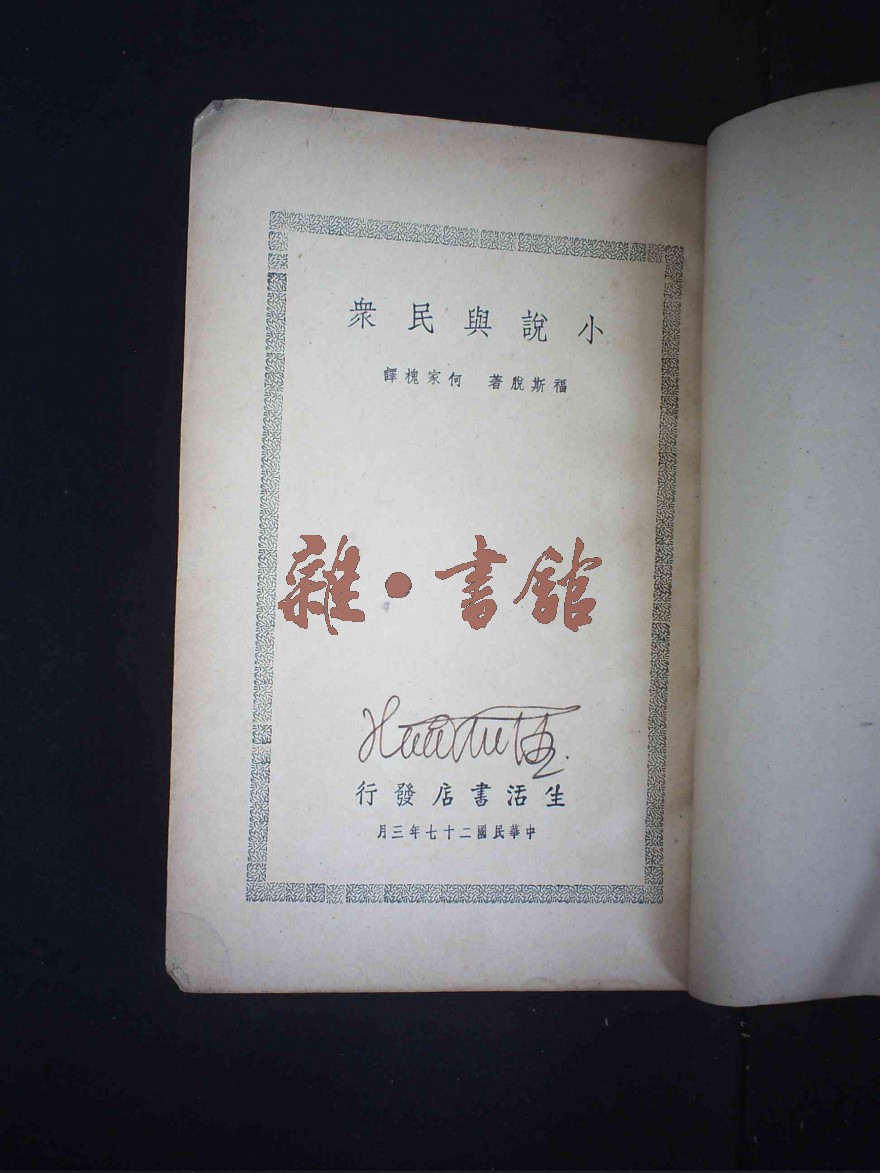 小說與民衆
福斯脫著 何家槐譯
雜·書館
生活書店發行
中華民國二十七年三月